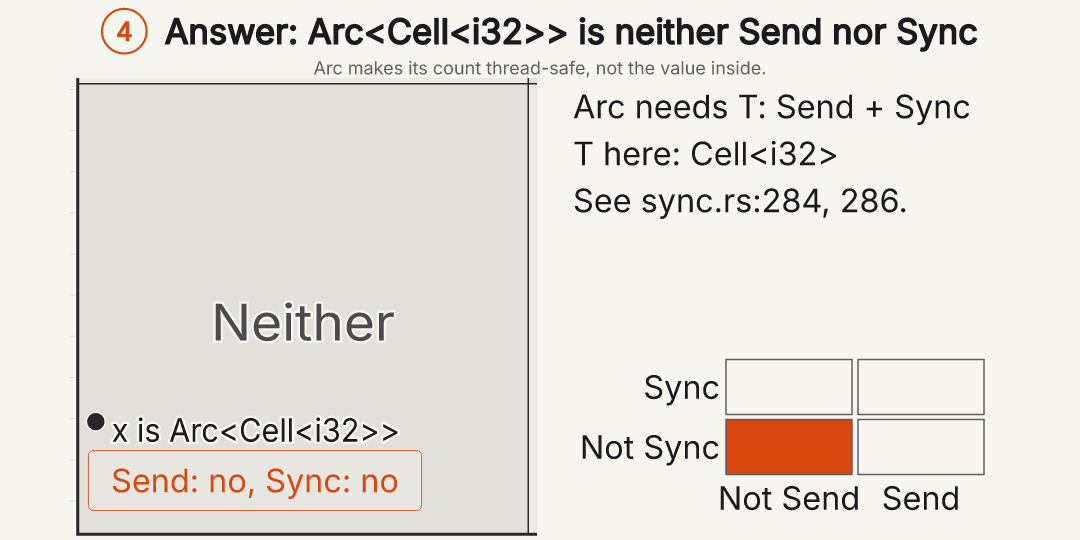 4 Answer: Arc<Cell<i32>> is neither Send nor Sync
Arc makes its count thread-safe, not the value inside.
Arc needs T: Send + Sync
T here: Cell<i32>
See sync.rs:284, 286.
Neither
x is Arc<Cell<i32>>
Send: no, Sync: no
Sync
Not Sync
Not Send Send